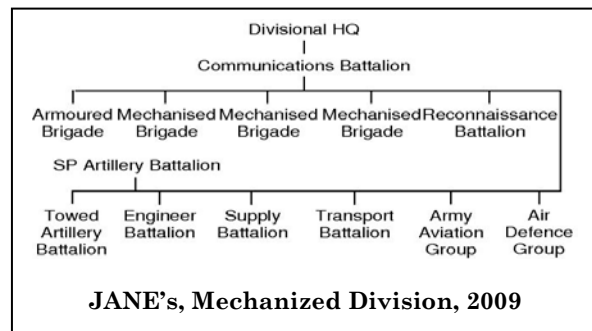 Divisional HQ
Communications Battalion
Armoured Mechanised Mechanised Mechanised Reconnaissance
Brigade Brigade Brigade Brigade Battalion
SP Artillery Battalion
Towed Engineer Supply Transport Army Air
Artillery Battalion Battalion Battalion Aviation Defence
Battalion Group Group
JANE's, Mechanized Division, 2009